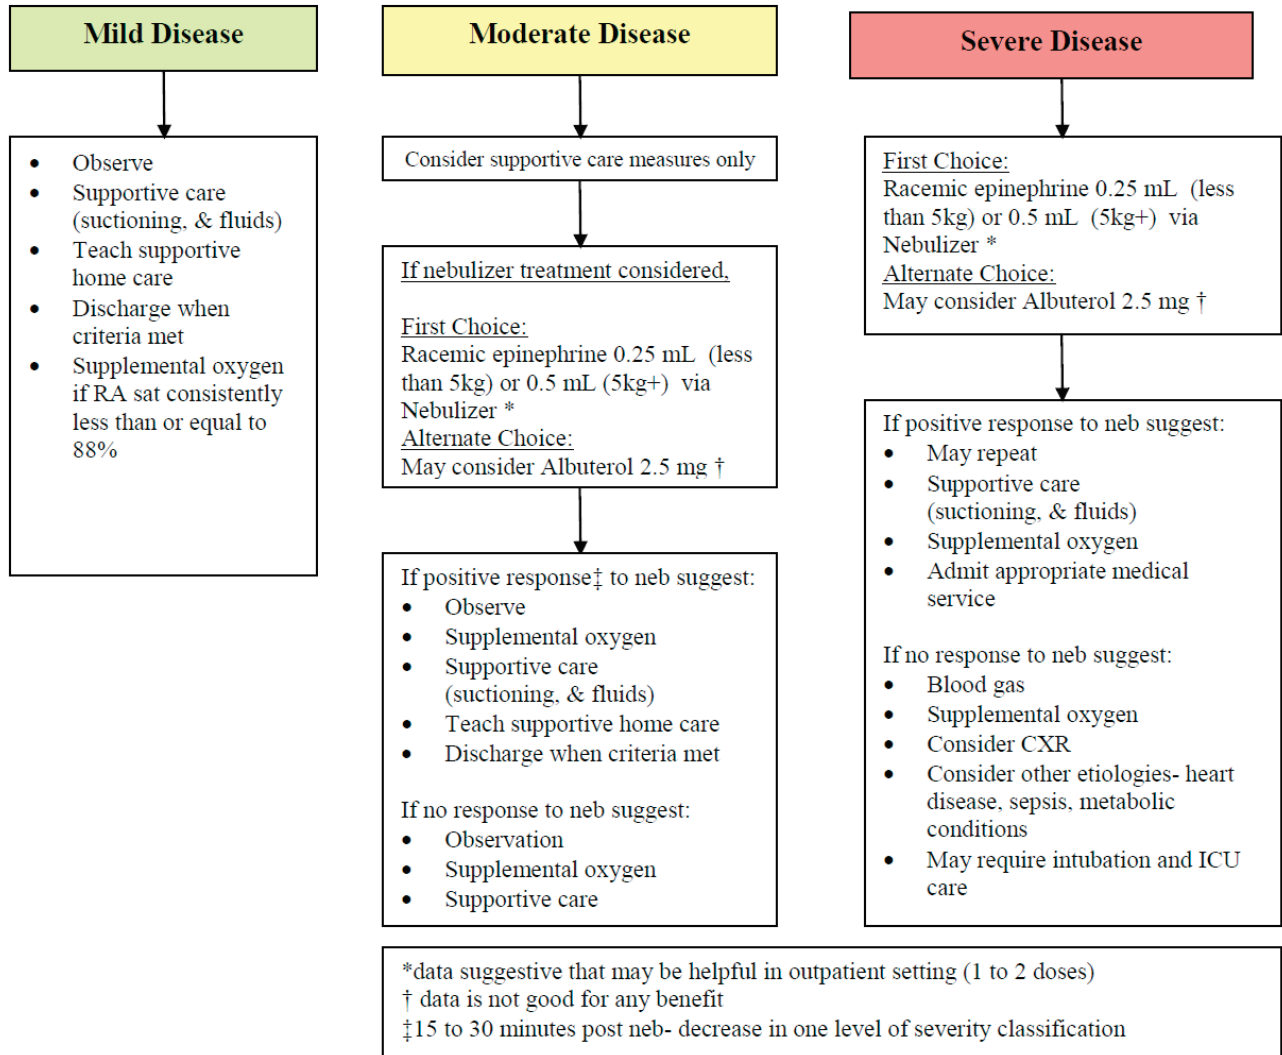 Mild Disease
• Observe
• Supportive care
(suctioning, & fluids)
• Teach supportive
home care
• Discharge when
criteria met
• Supplemental oxygen
if RA sat consistently
less than or equal to
88%
Moderate Disease
Consider supportive care measures only
If nebulizer treatment considered,
First Choice:
Racemic epinephrine 0.25 mL (less
than 5kg) or 0.5 mL (5kg+) via
Nebulizer *
Alternate Choice:
May consider Albuterol 2.5 mg †
If positive response‡ to neb suggest:
• Observe
• Supplemental oxygen
• Supportive care
(suctioning, & fluids)
• Teach supportive home care
• Discharge when criteria met
If no response to neb suggest:
• Observation
• Supplemental oxygen
• Supportive care
Severe Disease
First Choice:
Racemic epinephrine 0.25 mL (less
than 5kg) or 0.5 mL (5kg+) via
Nebulizer *
Alternate Choice:
May consider Albuterol 2.5 mg †
If positive response to neb suggest:
• May repeat
• Supportive care
(suctioning, & fluids)
• Supplemental oxygen
• Admit appropriate medical
service
If no response to neb suggest:
• Blood gas
• Supplemental oxygen
• Consider CXR
• Consider other etiologies- heart
disease, sepsis, metabolic
conditions
• May require intubation and ICU
care
*data suggestive that may be helpful in outpatient setting (1 to 2 doses)
† data is not good for any benefit
‡15 to 30 minutes post neb- decrease in one level of severity classification